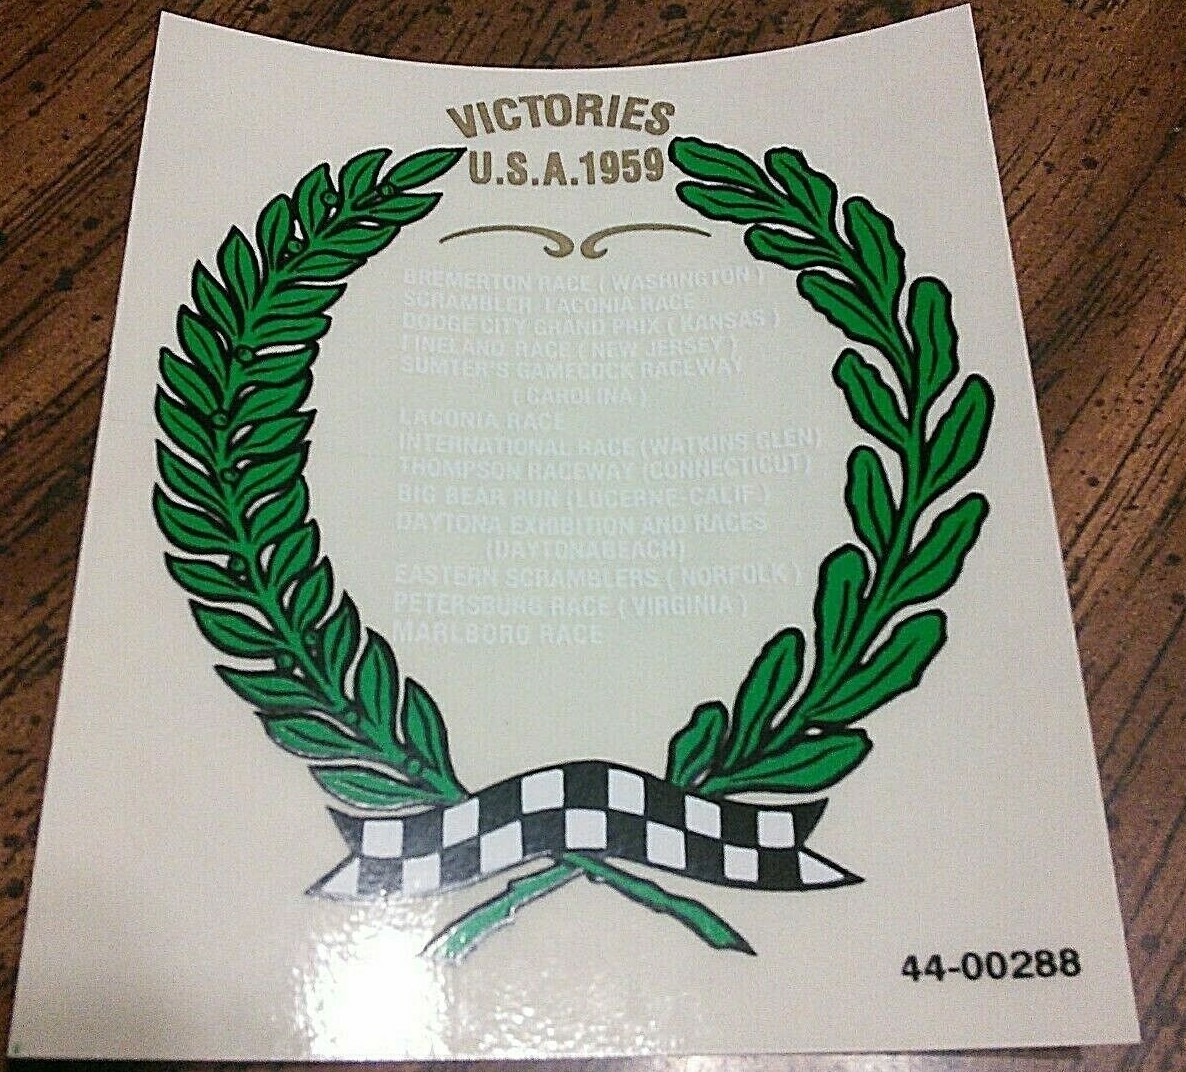 VICTORIES
U.S.A.1959
BREMERTON RACE ( WASHINGTON )
SCRAMBLER LACONIA RACE
DODGE CITY GRAND PRIX ( KANSAS )
RACE ( NEW JERSEY )
SUMTER'S GAMECOCK RACEWAY
( CAROLINA )
LACONIA RACE
INTERNATIONAL RACE (WATKINS GLEN)
THOMPSON RACEWAY (CONNECTICUT)
BIG BEAR RUN (LUCERNE-CALIF )
DAYTONA EXHIBITION AND RACES
(DAYTONABEACH)
EASTERN SCRAMBLERS ( NORFOLK )
PETERSBURG RACE ( VIRGINIA )
MARLBORO RACE
44-00288